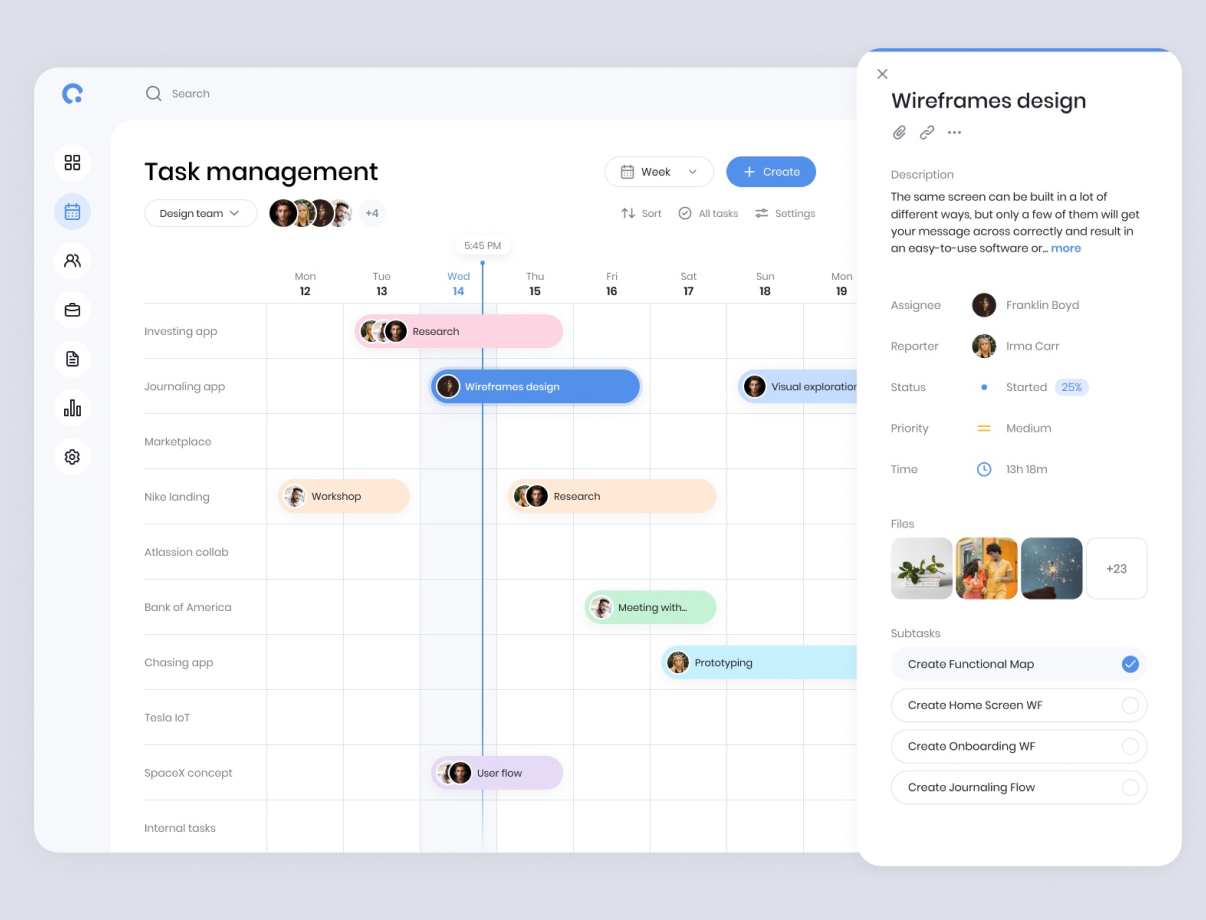 Search
Task management
Week
Create
Design team
+4
Sort
All tasks
Settings
5:45 PM
Mon
12
Tue
13
Wed
14
Thu
15
Fri
16
Sat
17
Sun
18
Mon
19
Investing app
Research
Journaling app
Wireframes design
Visual exploration
Marketplace
Nike landing
Workshop
Research
Atlassion collab
Bank of America
Meeting with...
Chasing app
Prototyping
Tesla IoT
SpaceX concept
User flow
Internal tasks
Wireframes design
Description
The same screen can be built in a lot of
different ways, but only a few of them will get
your message across correctly and result in
an easy-to-use software or... more
Assignee Franklin Boyd
Reporter Irma Carr
Status Started 25%
Priority Medium
Time 13h 18m
Files
+23
Subtasks
Create Functional Map
Create Home Screen WF
Create Onboarding WF
Create Journaling Flow